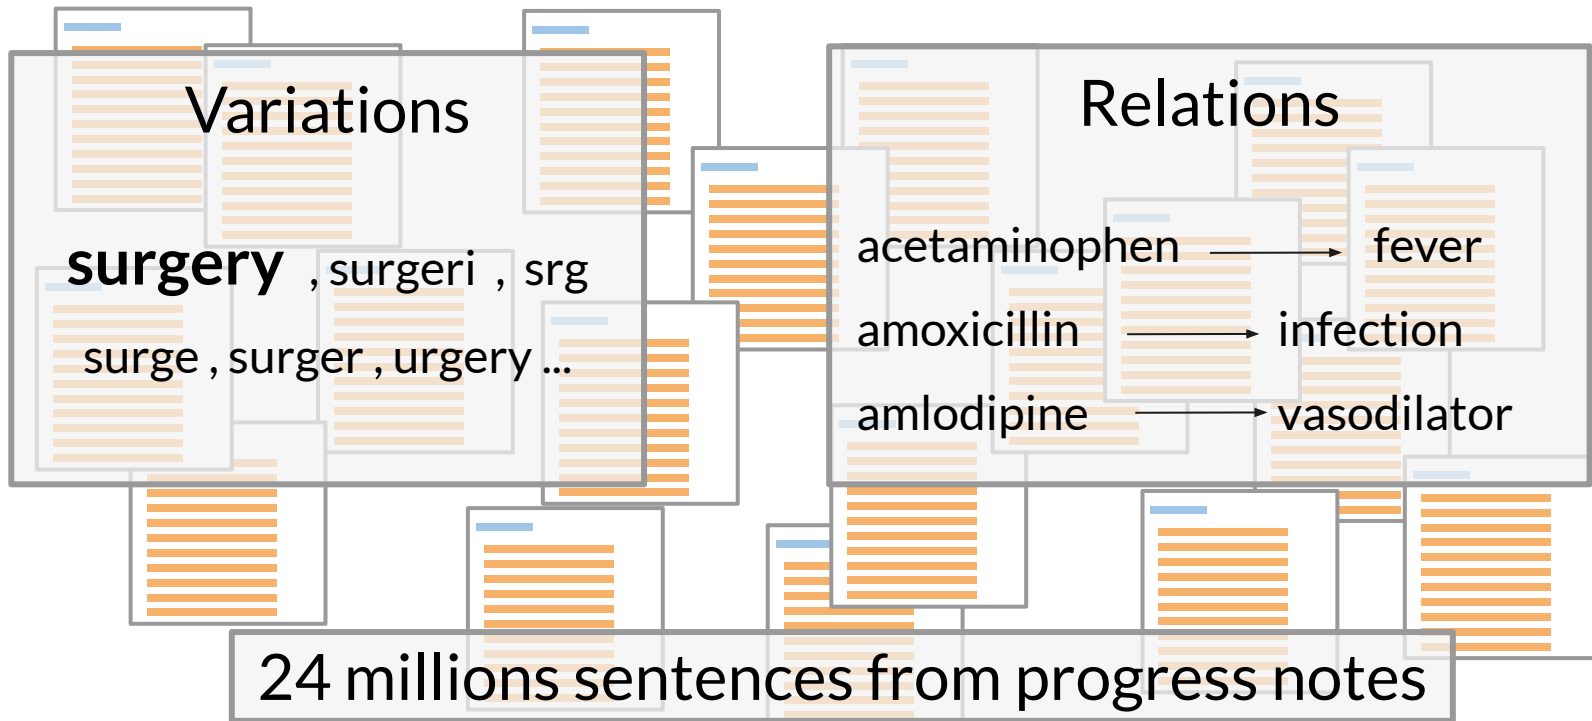 Variations
surgery , surgeri , srg
surge , surger , urgery ...
Relations
acetaminophen fever
amoxicillin infection
amlodipine vasodilator
24 millions sentences from progress notes